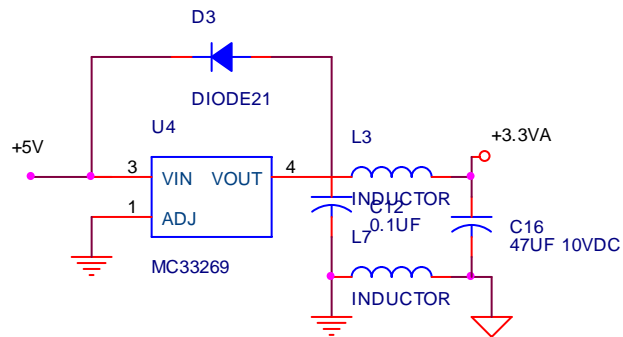 D3
DIODE21
U4
+5V
3
VIN
VOUT
4
1
ADJ
MC33269
L3
INDUCTOR
+3.3VA
C12
0.1UF
C16
47UF 10VDC
L7
INDUCTOR